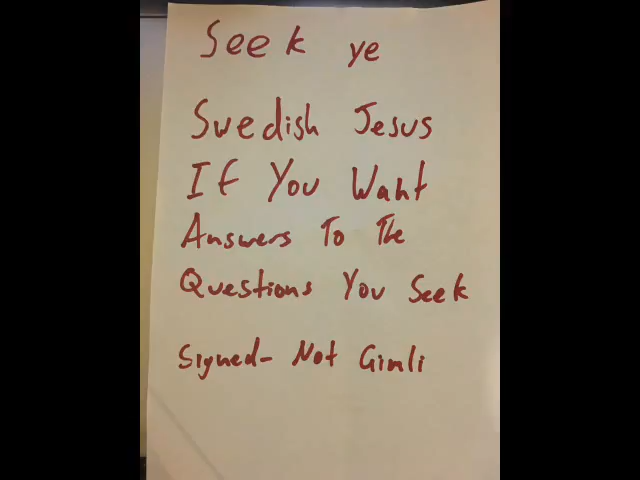 Seek ye
Swedish Jesus
If You Want
Answers To The
Questions You Seek
Signed- Not Gimli